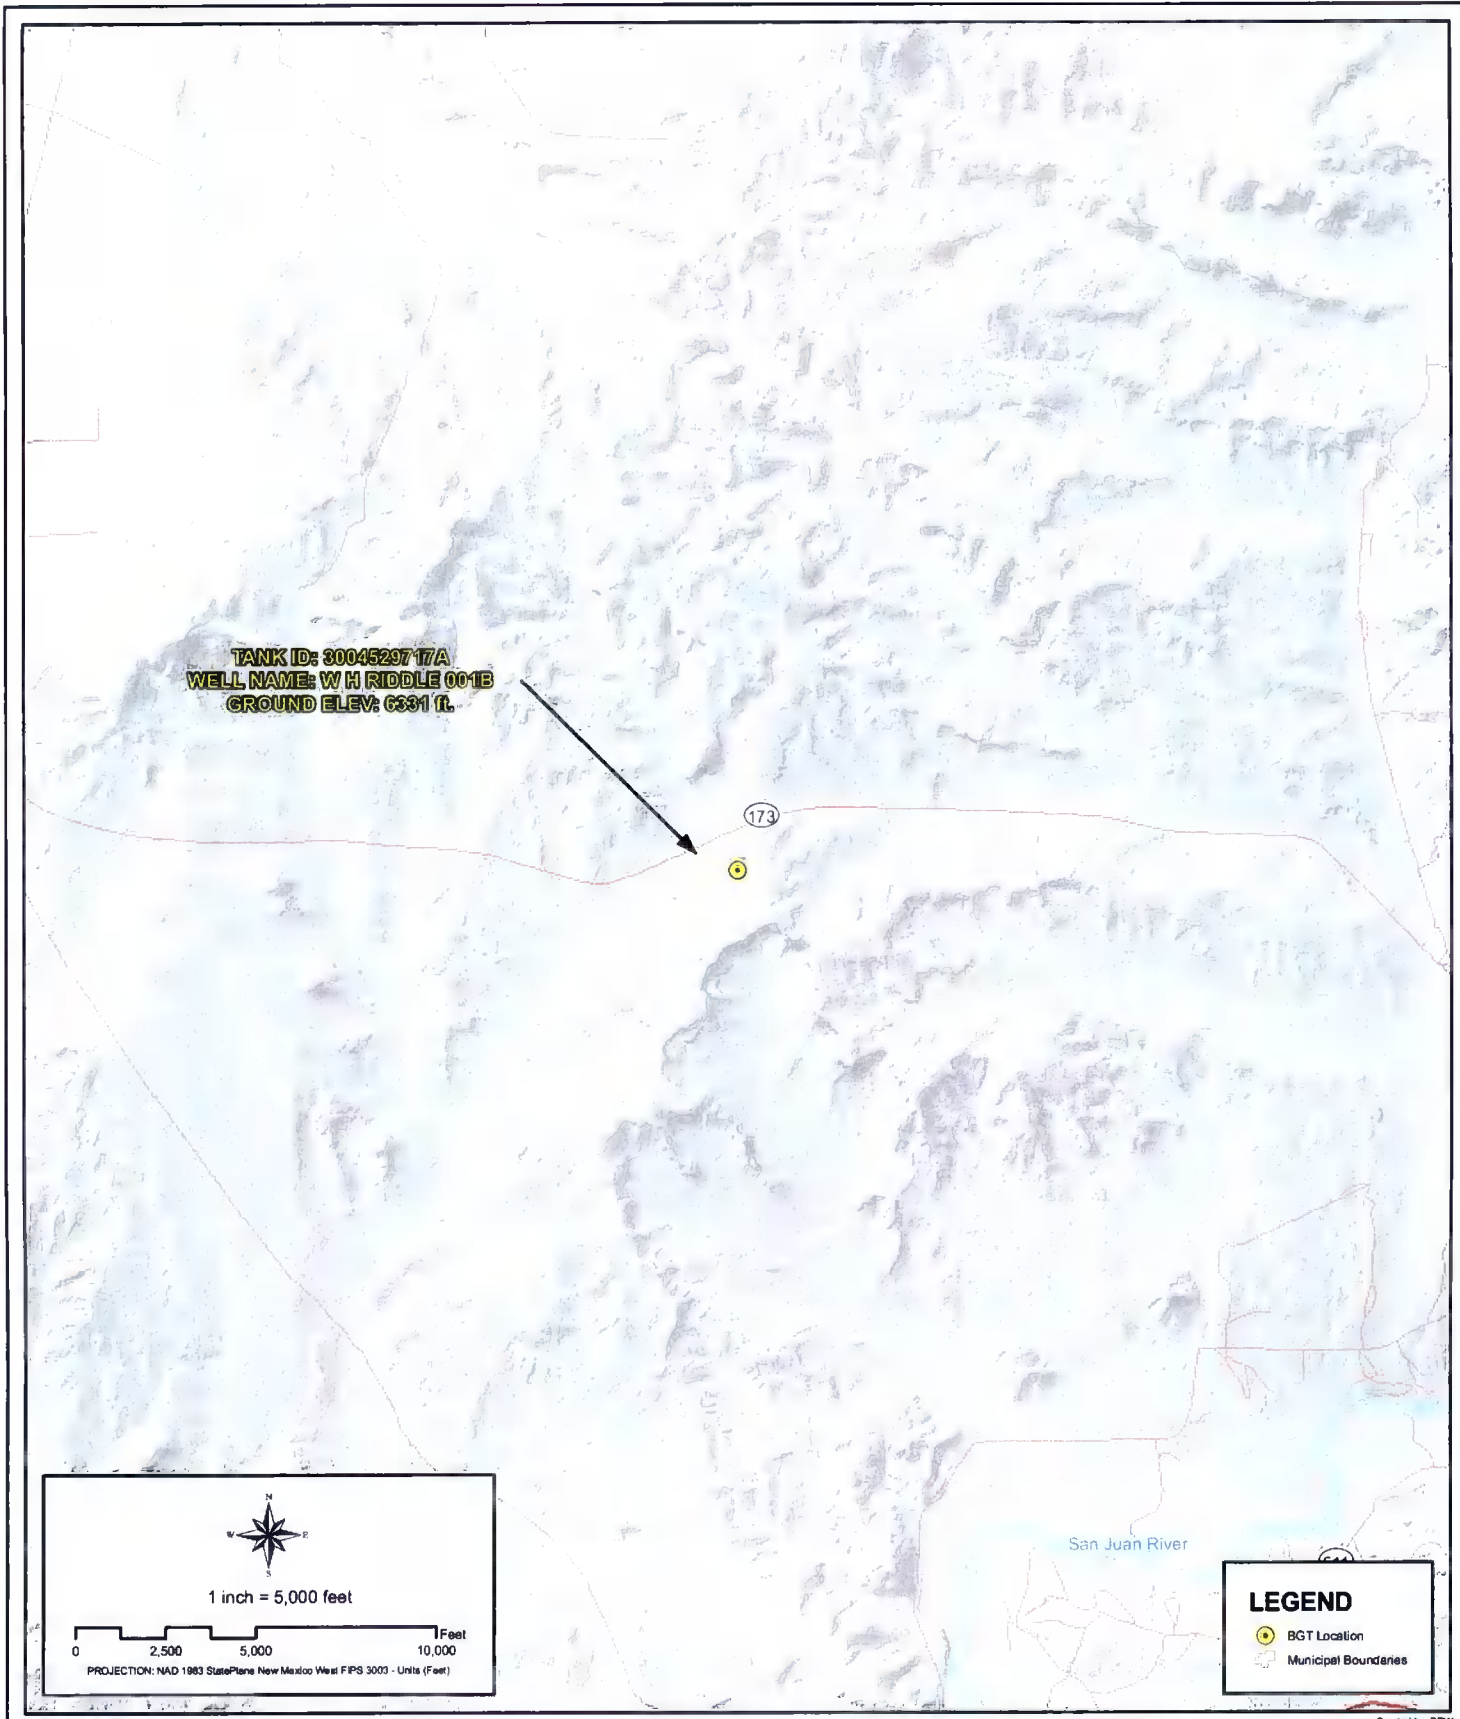 TANK ID: 3004529717A
WELL NAME: W H RIDDLE 001B
GROUND ELEV: 6331 ft.
173
N
W E
S
1 inch = 5,000 feet
Feet
0 2,500 5,000 10,000
PROJECTION: NAD 1983 StatePlane New Mexico West FIPS 3003 - Units (Feet)
San Juan River
LEGEND
BGT Location
Municipal Boundaries